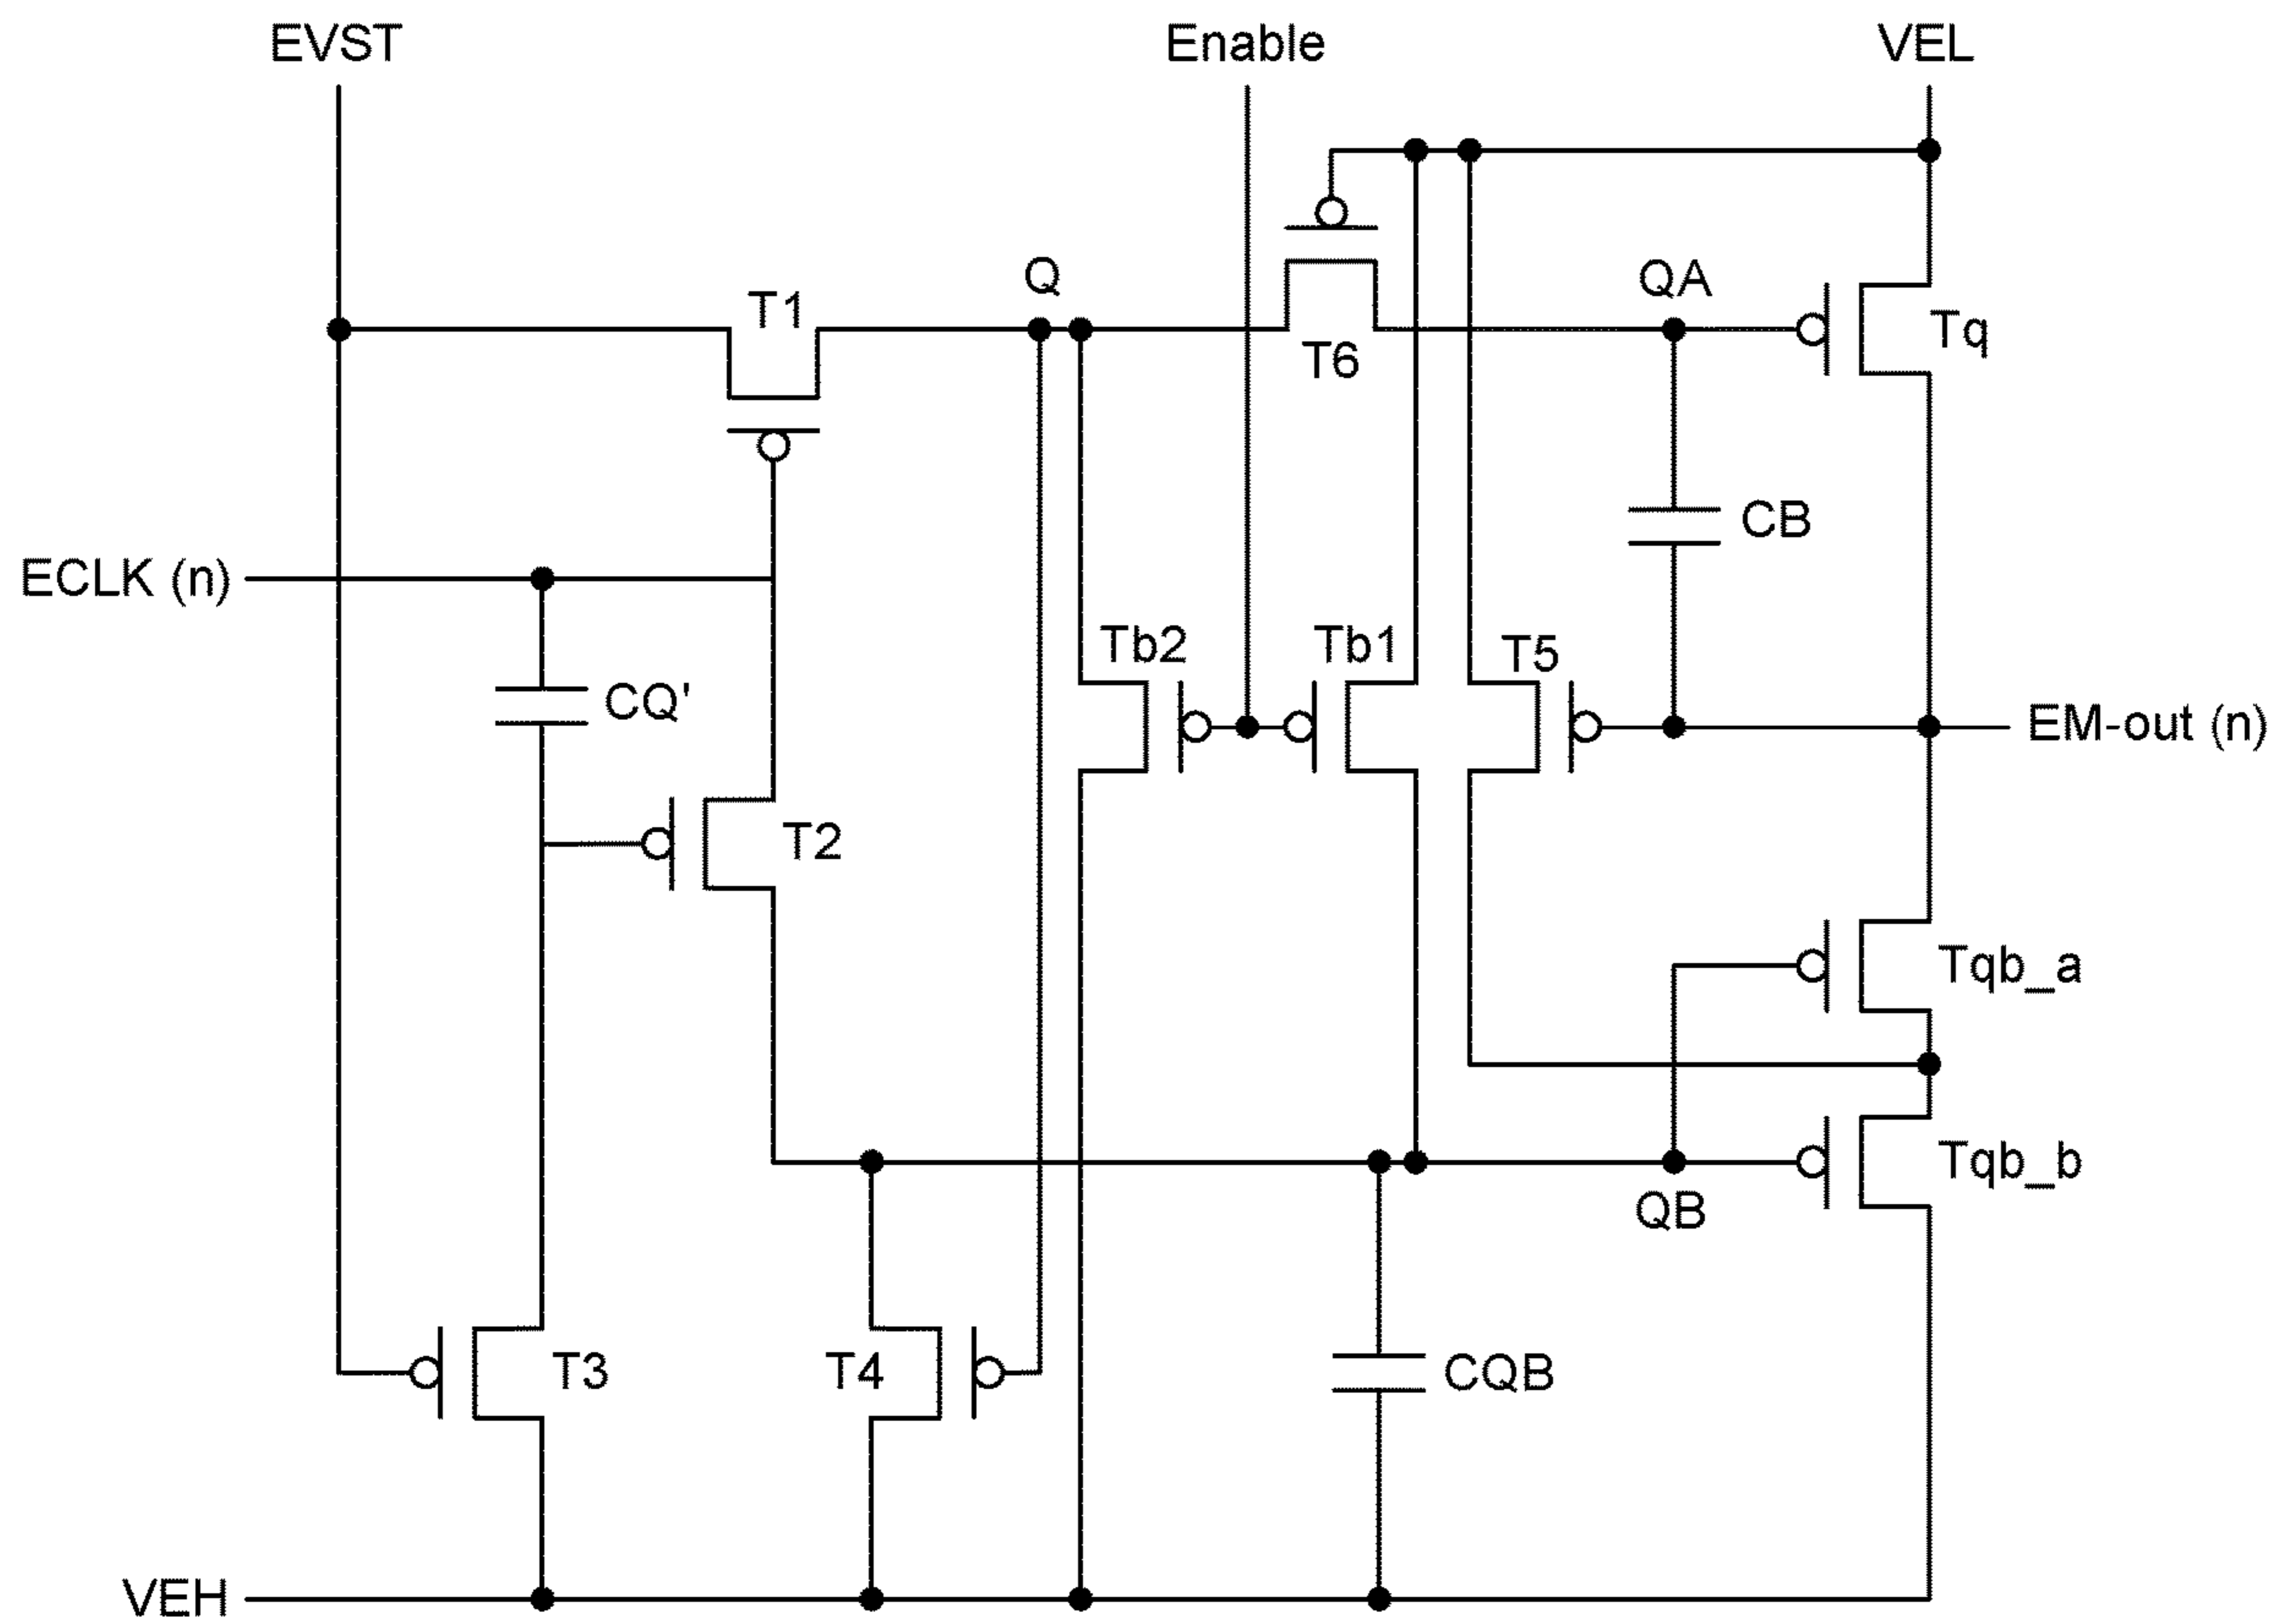 EVST
Enable
VEL
Q
QA
T1
Tq
T6
CB
ECLK (n)
Tb2
Tb1
T5
CQ'
EM-out (n)
T2
Tqb_a
Tqb_b
QB
T3
T4
CQB
VEH